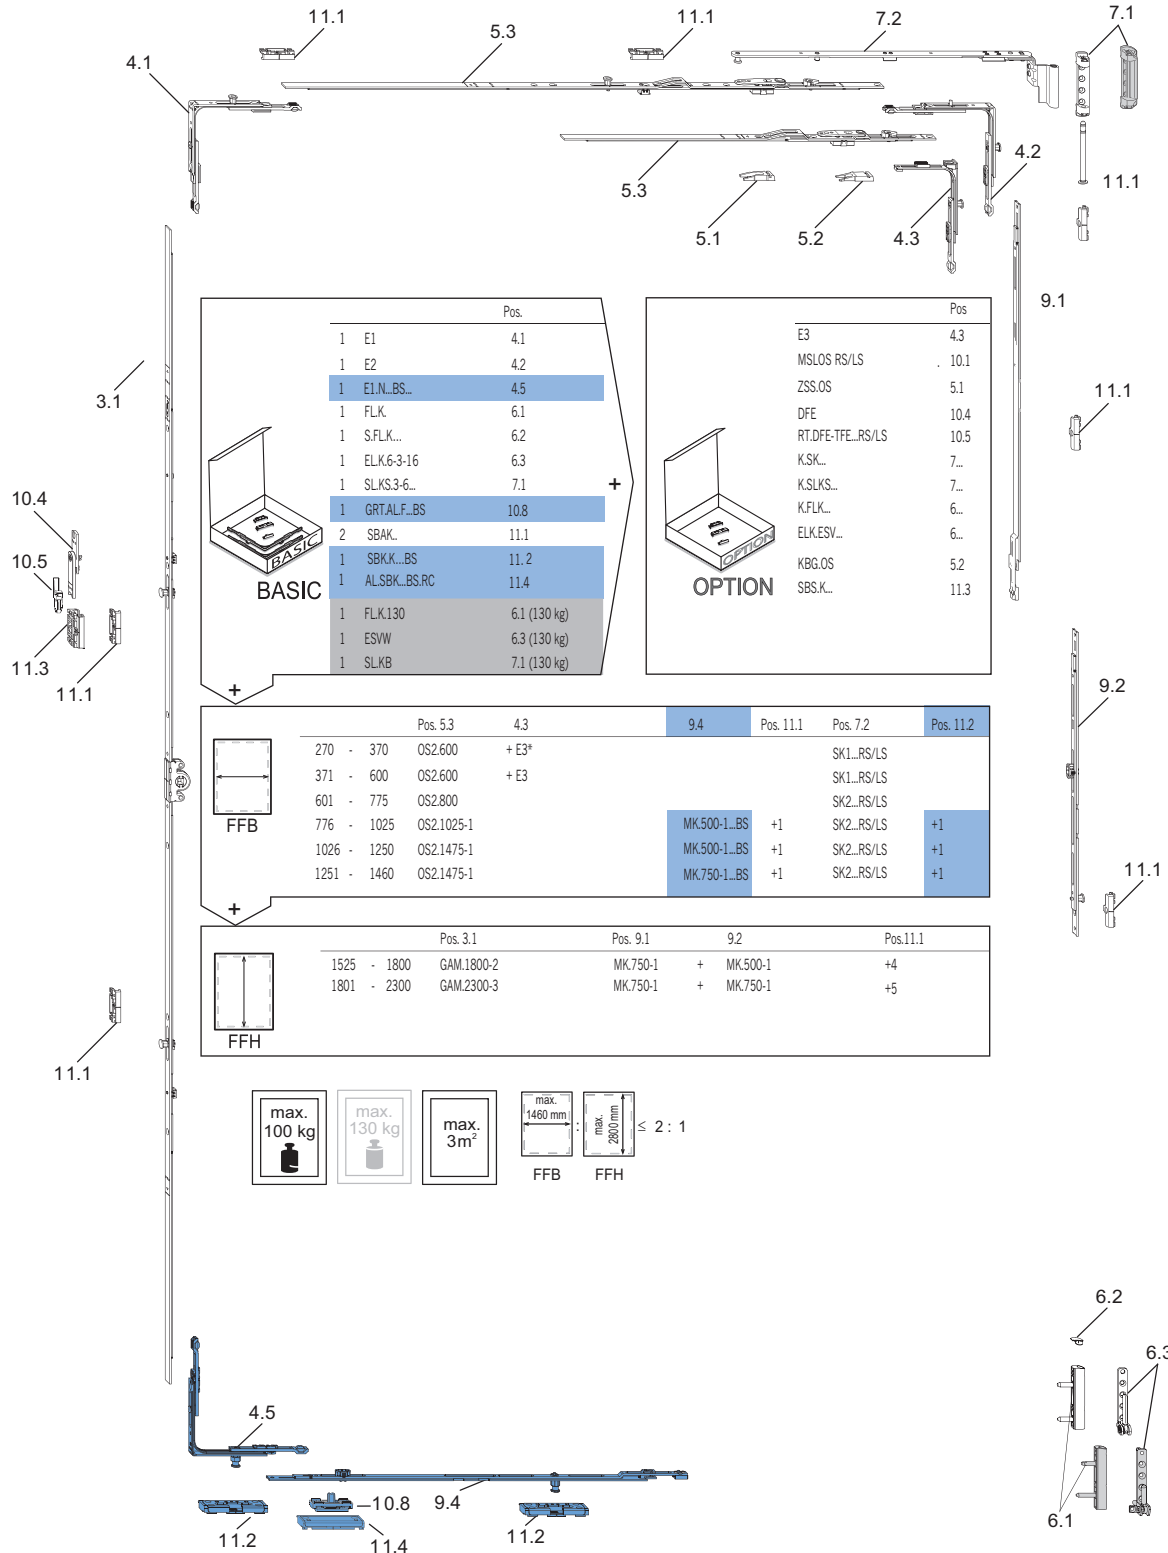 11.1
11.1
7.2
7.1
5.3
4.1
5.3
4.2
11.1
5.1
5.2
4.3
9.1
3.1
11.1
10.4
10.5
11.3
11.1
9.2
11.1
11.1
Pos.
1 E1 4.1
1 E2 4.2
1 E1.N...BS... 4.5
1 FL.K. 6.1
1 S.FL.K... 6.2
1 EL.K.6-3-16 6.3
1 SL.KS.3-6... 7.1
1 GRT.AL.F...BS 10.8
2 SBAK.. 11.1
1 SBK.K...BS 11.2
1 AL.SBK...BS.RC 11.4
1 FL.K.130 6.1 (130 kg)
1 ESVW 6.3 (130 kg)
1 SL.KB 7.1 (130 kg)
BASIC
BASIC
+
+
Pos
E3 4.3
MSLOS RS/LS . 10.1
ZSS.OS 5.1
DFE 10.4
RT.DFE-TFE...RS/LS 10.5
K.SK... 7...
K.SLKS... 7...
K.FLK... 6...
ELK.ESV... 6...
KBG.OS 5.2
SBS.K... 11.3
OPTION
OPTION
Pos. 5.3 4.3 9.4 Pos. 11.1 Pos. 7.2 Pos. 11.2
270 - 370 OS2.600 + E3* SK1...RS/LS
371 - 600 OS2.600 + E3 SK1...RS/LS
601 - 775 OS2.800 SK2...RS/LS
776 - 1025 OS2.1025-1 MK.500-1...BS +1 SK2...RS/LS +1
1026 - 1250 OS2.1475-1 MK.500-1...BS +1 SK2...RS/LS +1
1251 - 1460 OS2.1475-1 MK.750-1...BS +1 SK2...RS/LS +1
FFB
+
Pos. 3.1 Pos. 9.1 9.2 Pos.11.1
1525 - 1800 GAM.1800-2 MK.750-1 + MK.500-1 +4
1801 - 2300 GAM.2300-3 MK.750-1 + MK.750-1 +5
FFH
max.
100 kg
max.
130 kg
max.
3m²
max.
1460 mm
FFB
:
max.
2800 mm
FFH
≤ 2 : 1
6.2
6.3
6.1
4.5
10.8
9.4
11.2
11.4
11.2